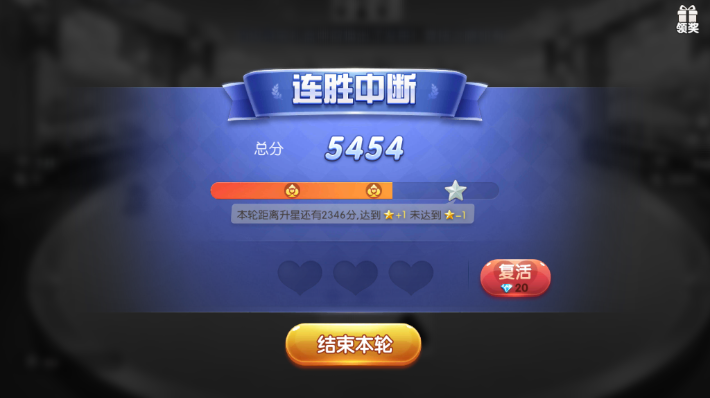 领奖
连胜中断
总分 5454
本轮距离升星还有2346分,达到 +1 未达到 -1
复活
20
结束本轮